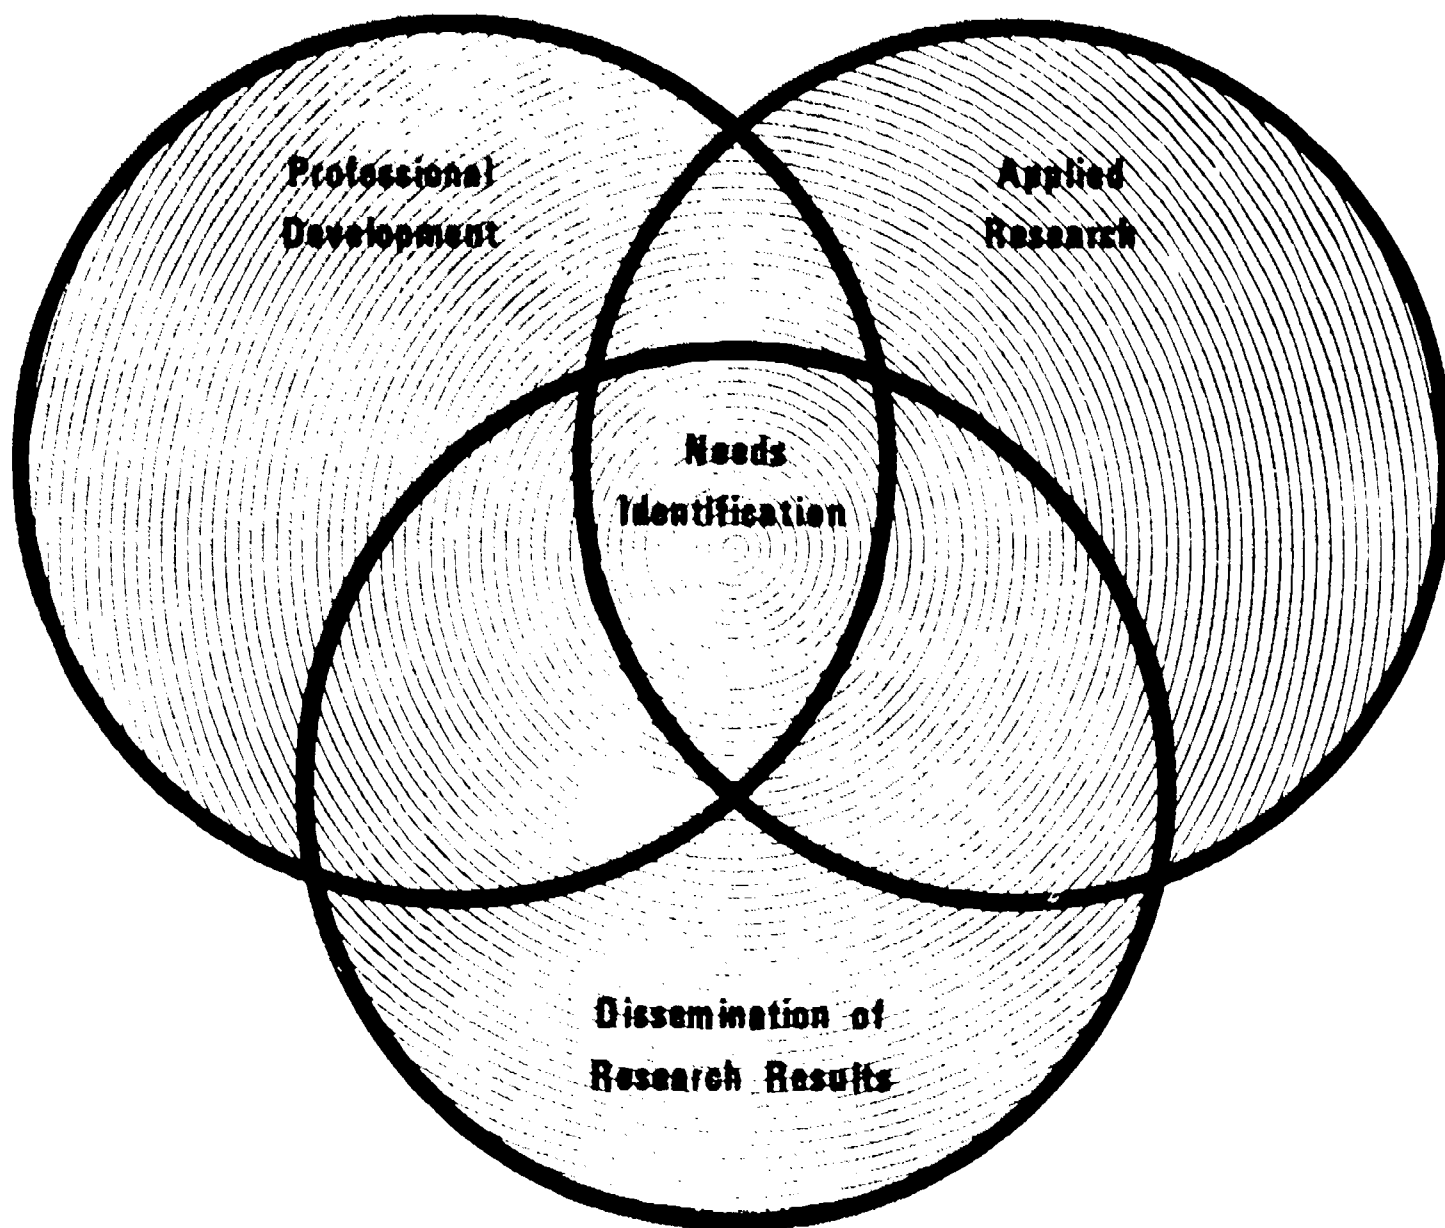 Professional
Development
Applied
Research
Needs
Identification
Dissemination of
Research Results